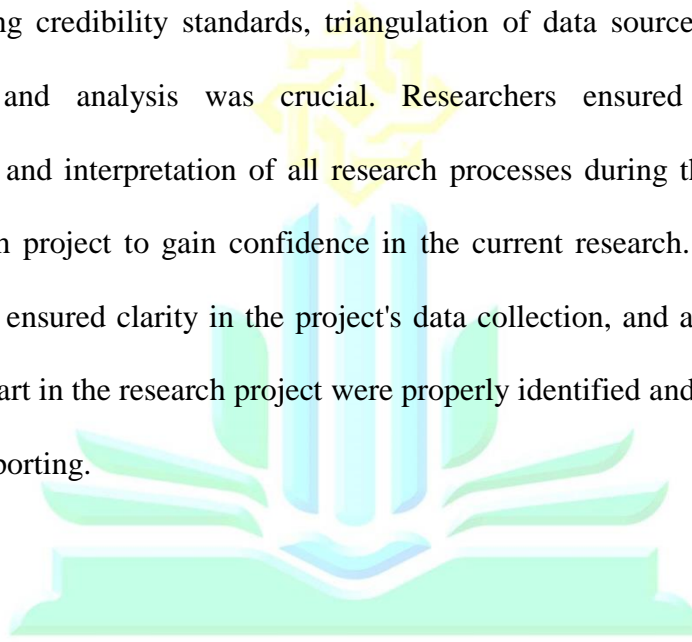 ng credibility standards, triangulation of data source
and analysis was crucial. Researchers ensured
and interpretation of all research processes during th
n project to gain confidence in the current research.
ensured clarity in the project's data collection, and a
art in the research project were properly identified and
porting.